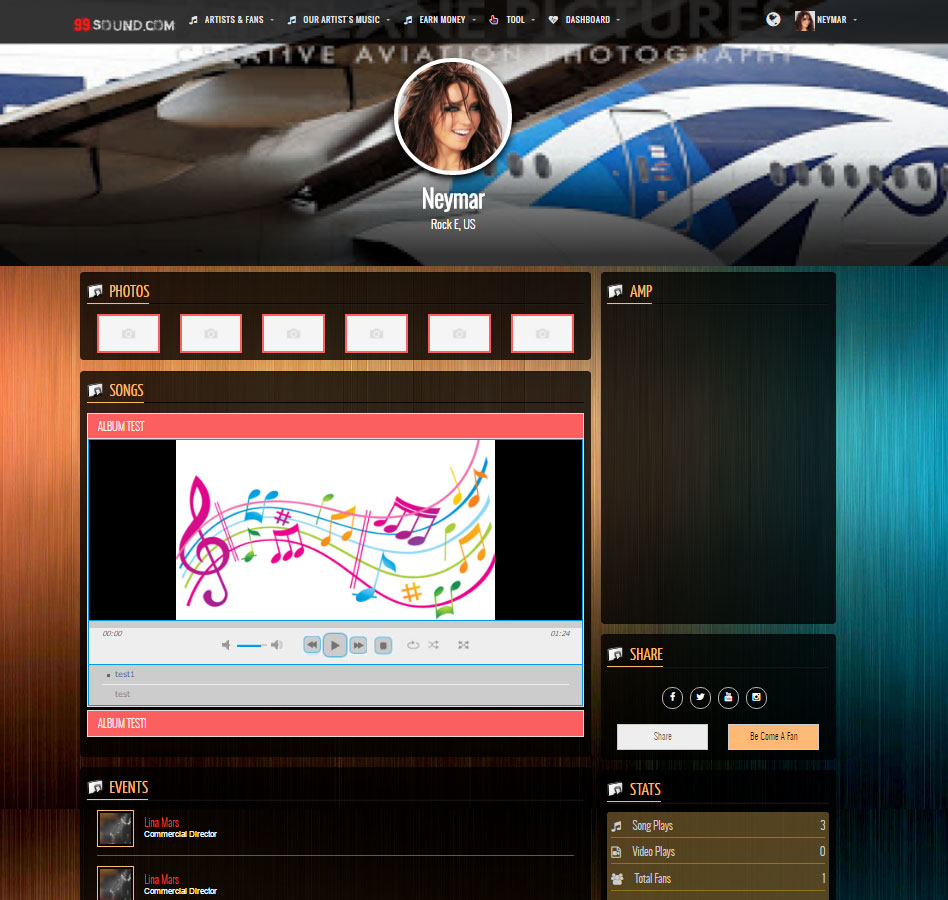 99SOUND.COM
ARTISTS & FANS
OUR ARTIST'S MUSIC
EARN MONEY
TOOL
DASHBOARD
NEYMAR
PLANE PICTURES
CREATIVE AVIATION PHOTOGRAPHY
Neymar
Rock E, US
PHOTOS
AMP
SONGS
ALBUM TEST
00:00
01:24
test1
test
ALBUM TEST1
SHARE
Share
Be Come A Fan
EVENTS
Lina Mars
Commercial Director
Lina Mars
Commercial Director
STATS
Song Plays 3
Video Plays 0
Total Fans 1